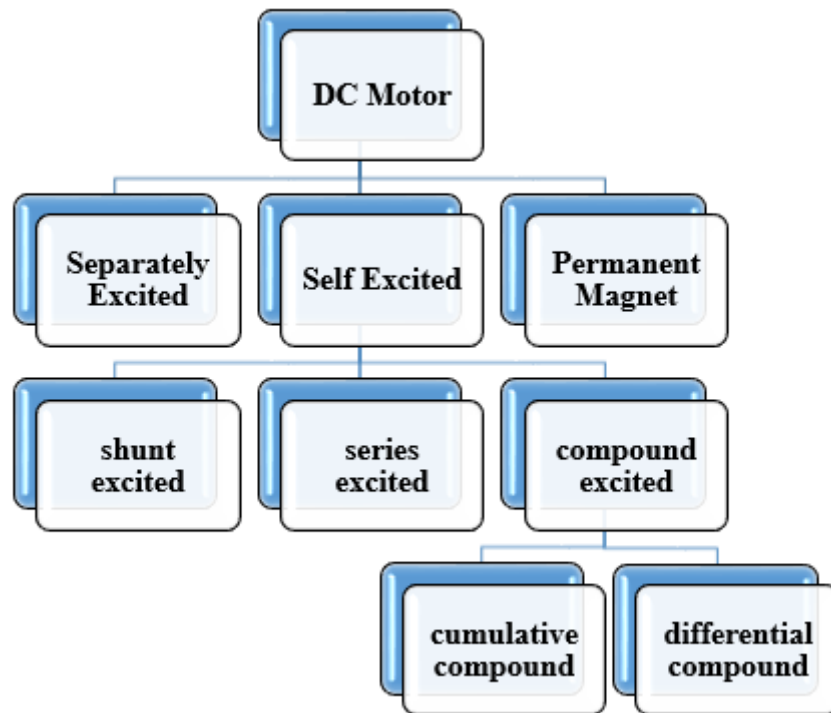 DC Motor
Separately
Excited
Self Excited
Permanent
Magnet
shunt
excited
series
excited
compound
excited
cumulative
compound
differential
compound